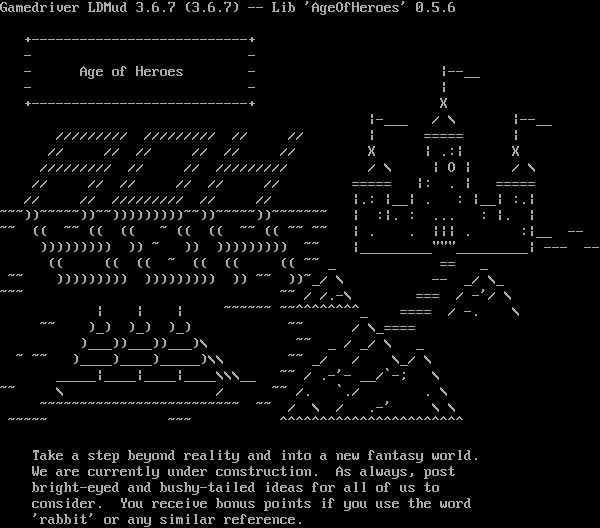 Gamedriver LDMud 3.6.7 (3.6.7) -- Lib 'AgeOfHeroes' 0.5.6
Age of Heroes
Take a step beyond reality and into a new fantasy world.
We are currently under construction.  As always, post
bright-eyed and bushy-tailed ideas for all of us to
consider.  You receive bonus points if you use the word
'rabbit' or any similar reference.